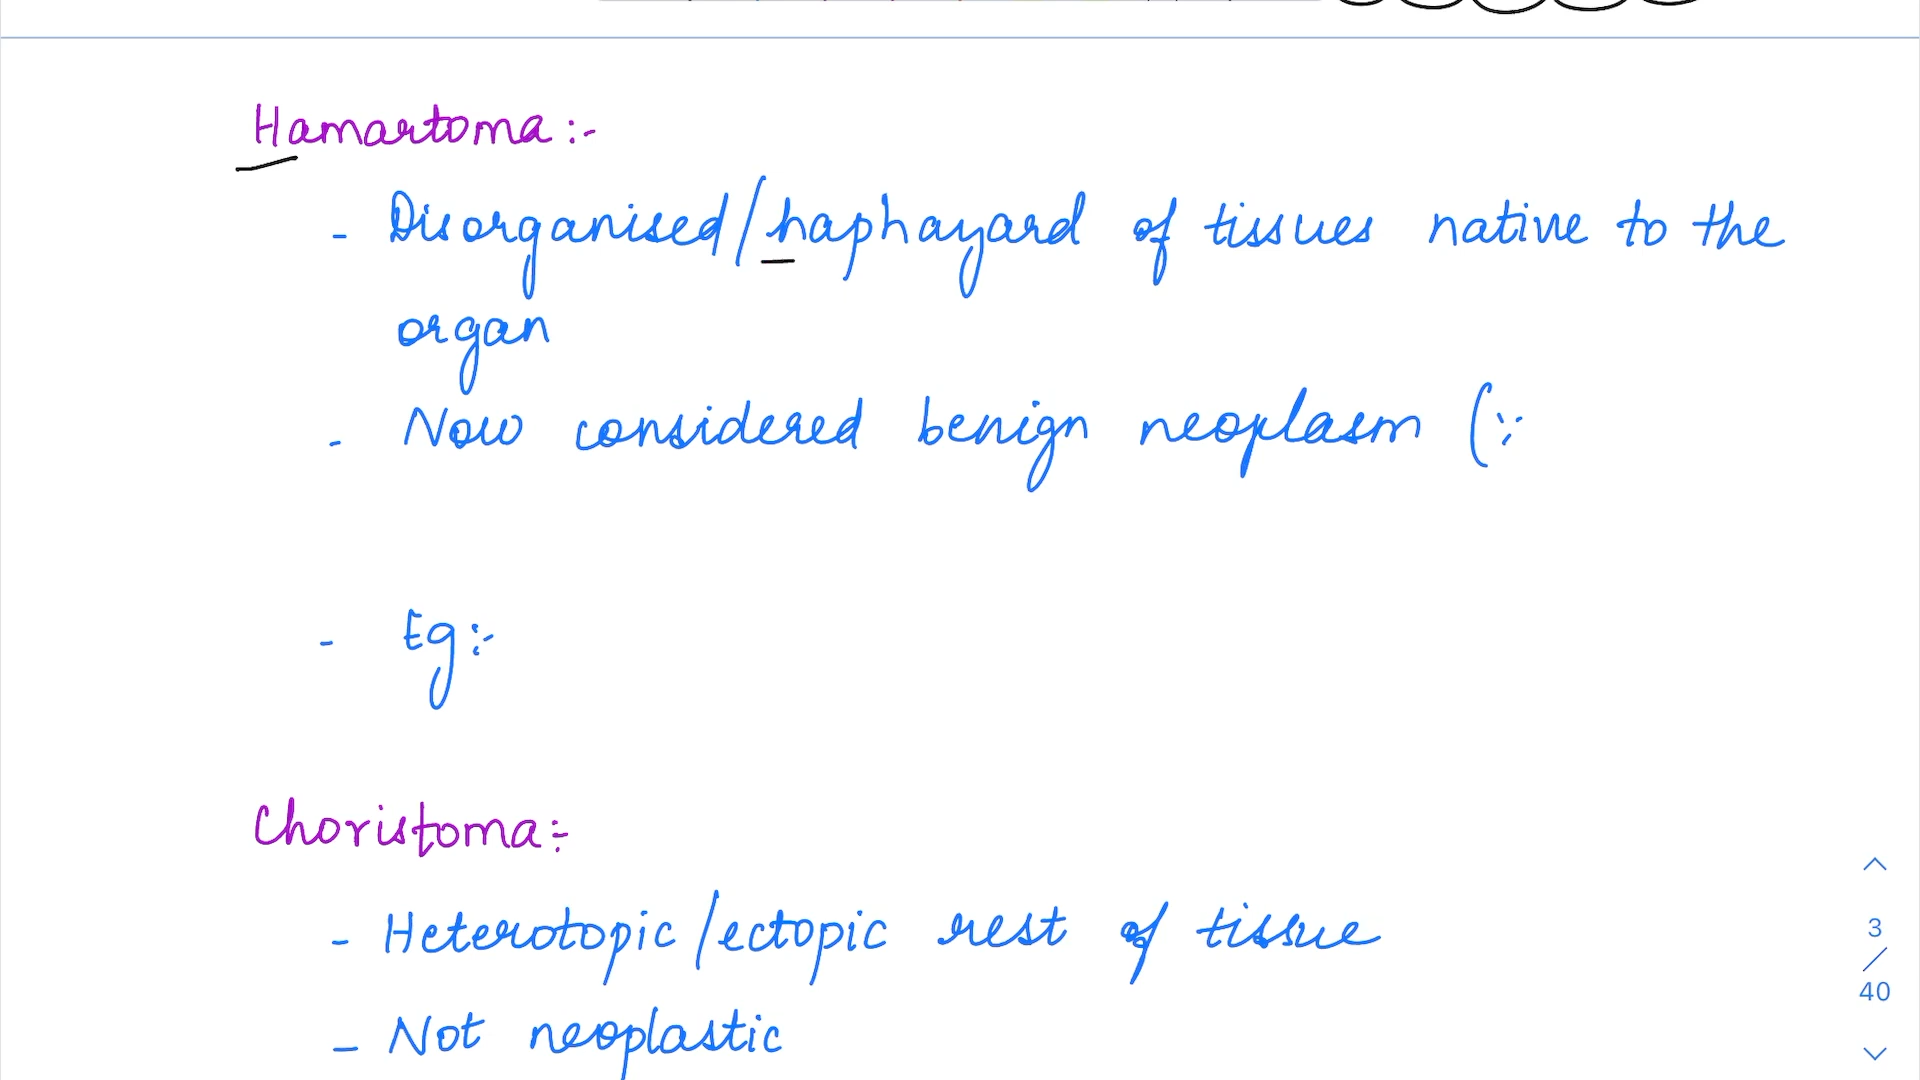 Hamartoma :-
- Disorganised/haphayard of tissues native to the
organ
- Now considered benign neoplasm (∵
- Eg :-
Choristoma :-
- Heterotopic/ectopic rest of tissue
- Not neoplastic
3
/
40